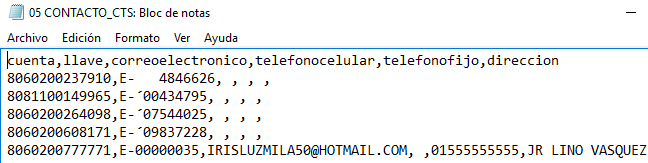 05 CONTACTO_CTS: Bloc de notas
Archivo Edición Formato Ver Ayuda
cuenta,llave,correoelectronico,telefonocelular,telefonofijo,direccion
8060200237910,E-   4846626, , , ,
8081100149965,E-´00434795, , , ,
8060200264098,E-´07544025, , , ,
8060200608171,E-´09837228, , , ,
8060200777771,E-00000035,IRISLUZMILA50@HOTMAIL.COM, ,01555555555,JR LINO VASQUEZ